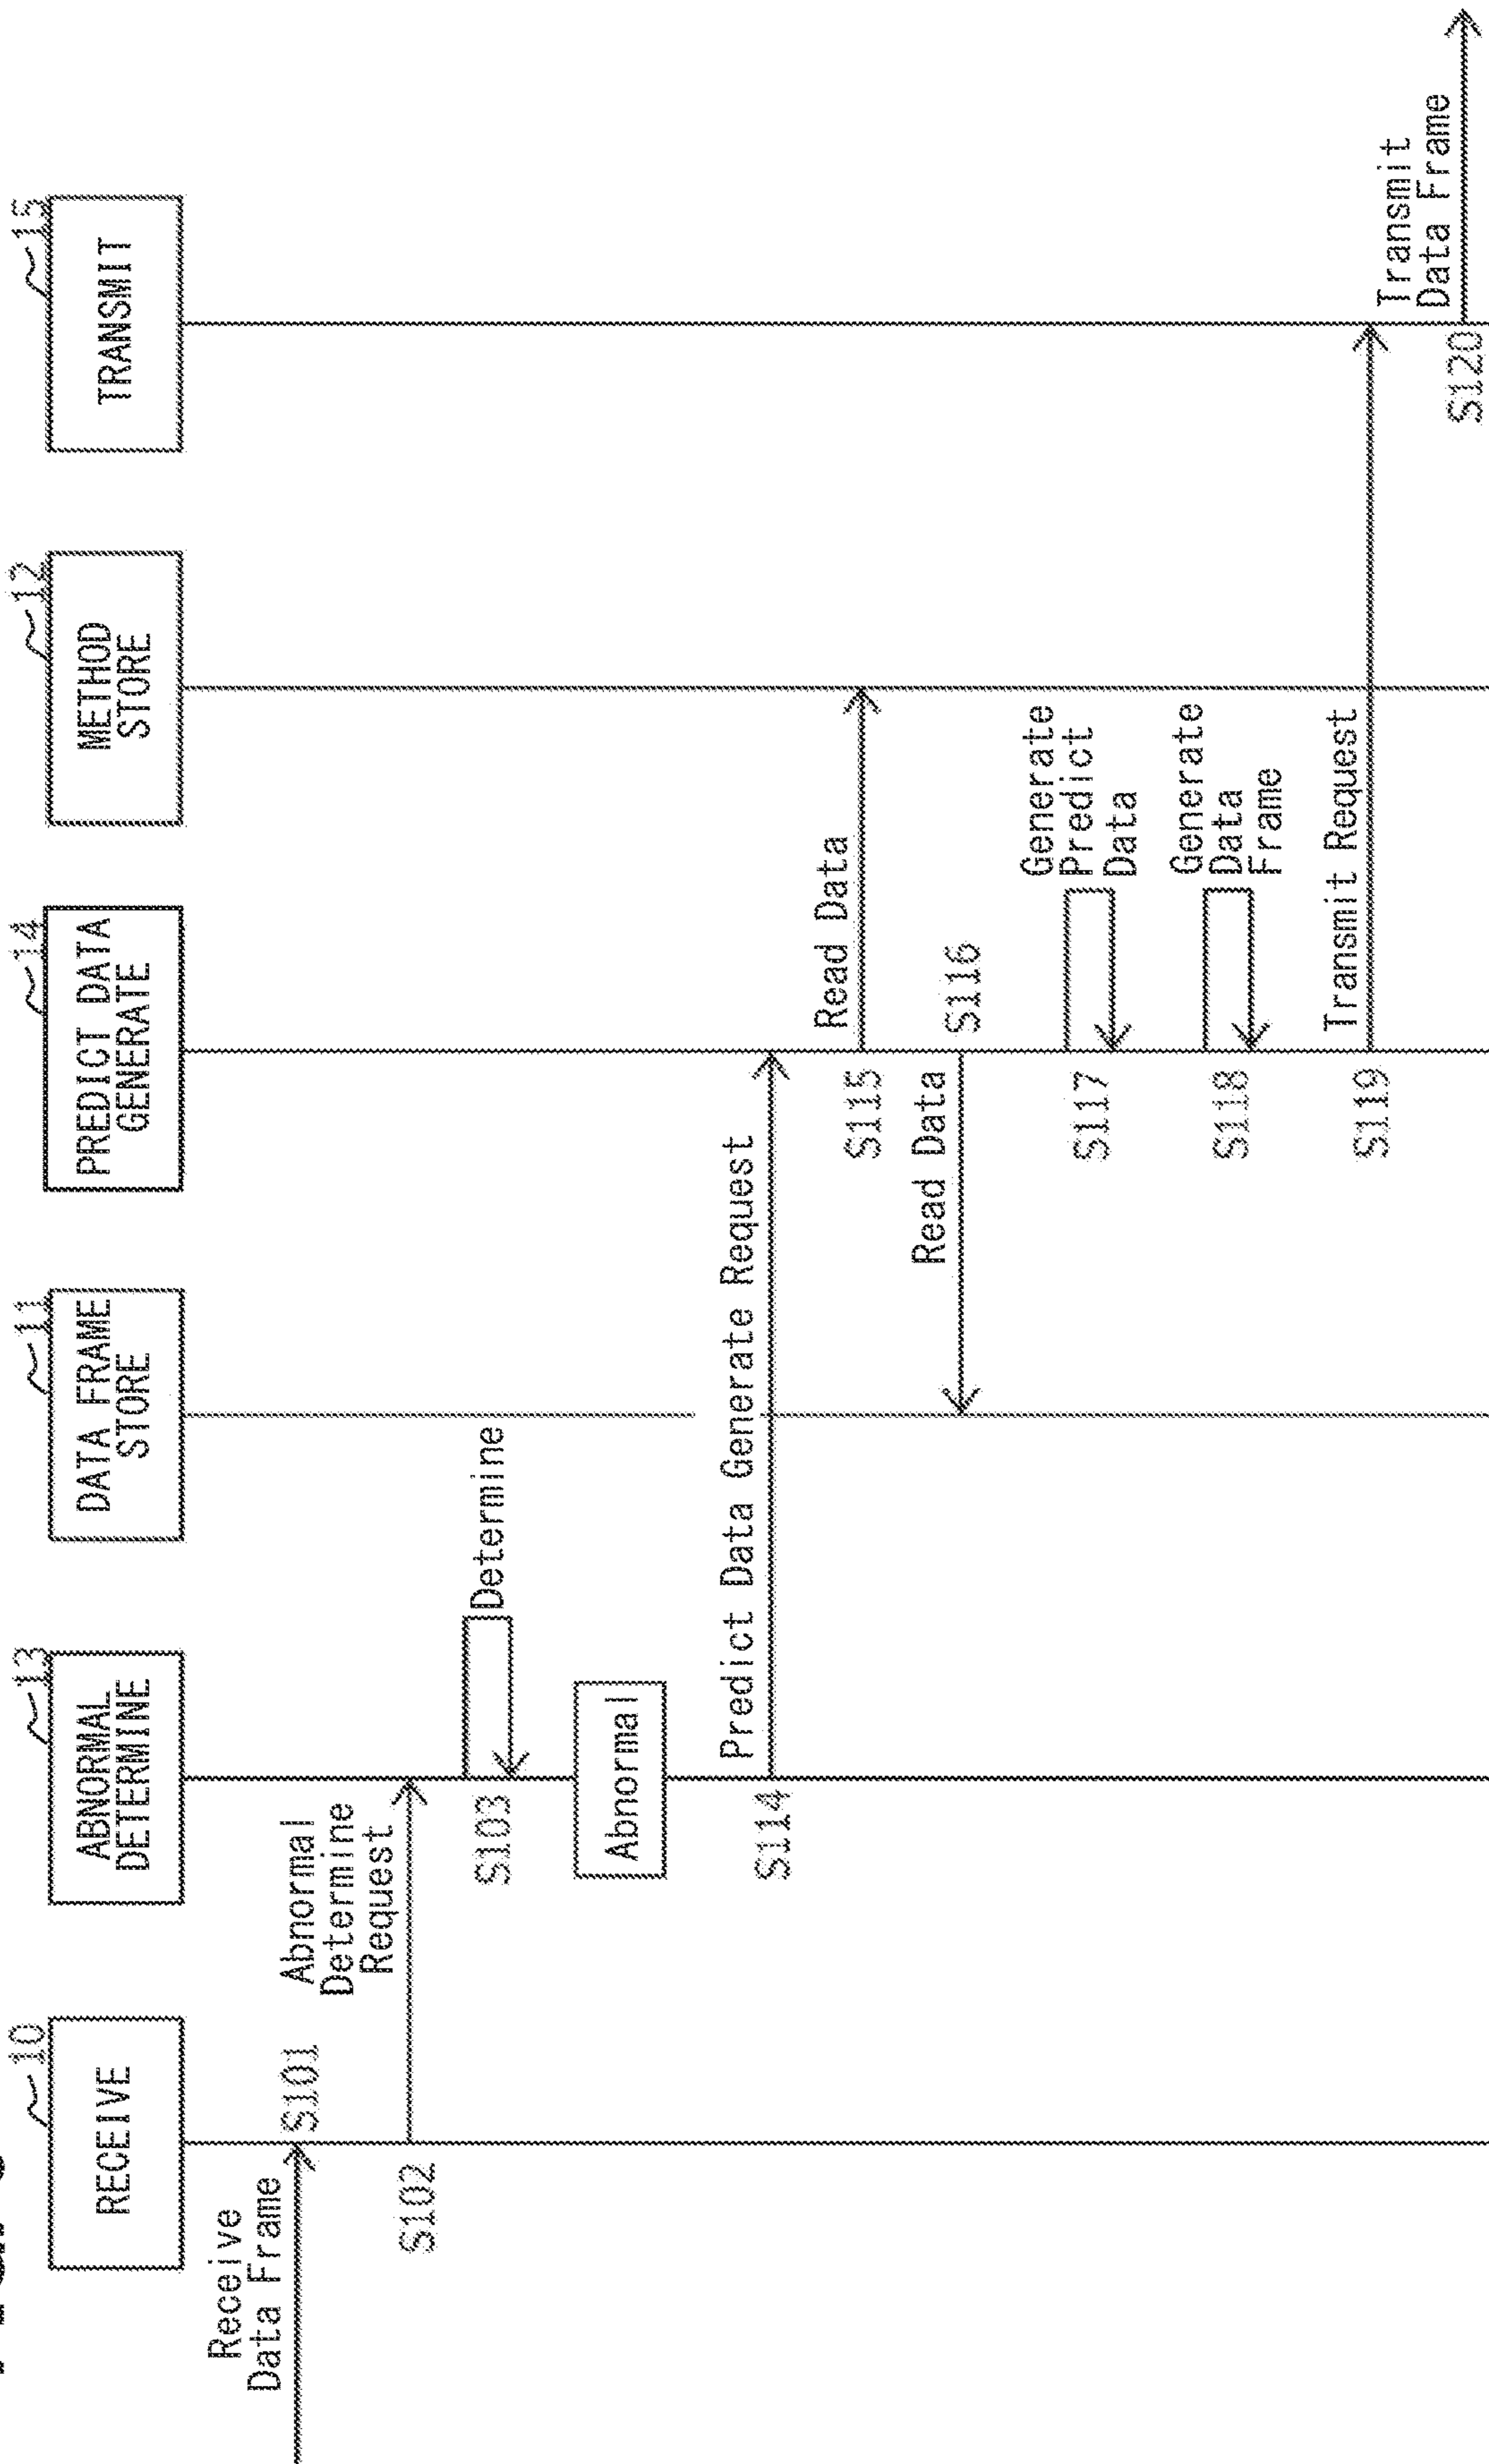 10
RECEIVE
13
ABNORMAL
DETERMINE
11
DATA FRAME
STORE
14
PREDICT DATA
GENERATE
12
METHOD
STORE
15
TRANSMIT
Receive
Data Frame
S101
Abnormal
Determine
Request
S102
Determine
S103
Abnormal
Predict Data Generate Request
S114
Read Data
S115
Read Data
S116
Generate
Predict
Data
S117
Generate
Data
Frame
S118
Transmit Request
S119
Transmit
Data Frame
S120